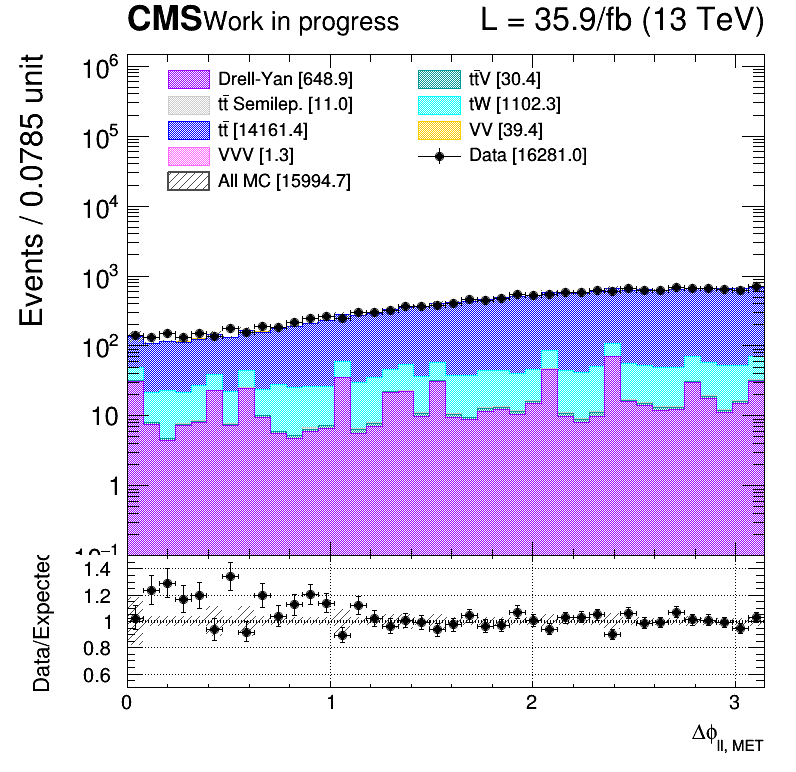 CMS Work in progress L = 35.9/fb (13 TeV)
Events / 0.0785 unit
10⁶
10⁵
10⁴
10³
10²
10
1
10⁻¹
Drell-Yan [648.9]
tt̄ Semilep. [11.0]
tt̄ [14161.4]
VVV [1.3]
All MC [15994.7]
tt̄V [30.4]
tW [1102.3]
VV [39.4]
Data [16281.0]
Data/Expected
1.4
1.2
1
0.8
0.6
0 1 2 3
Δϕ_ll, MET